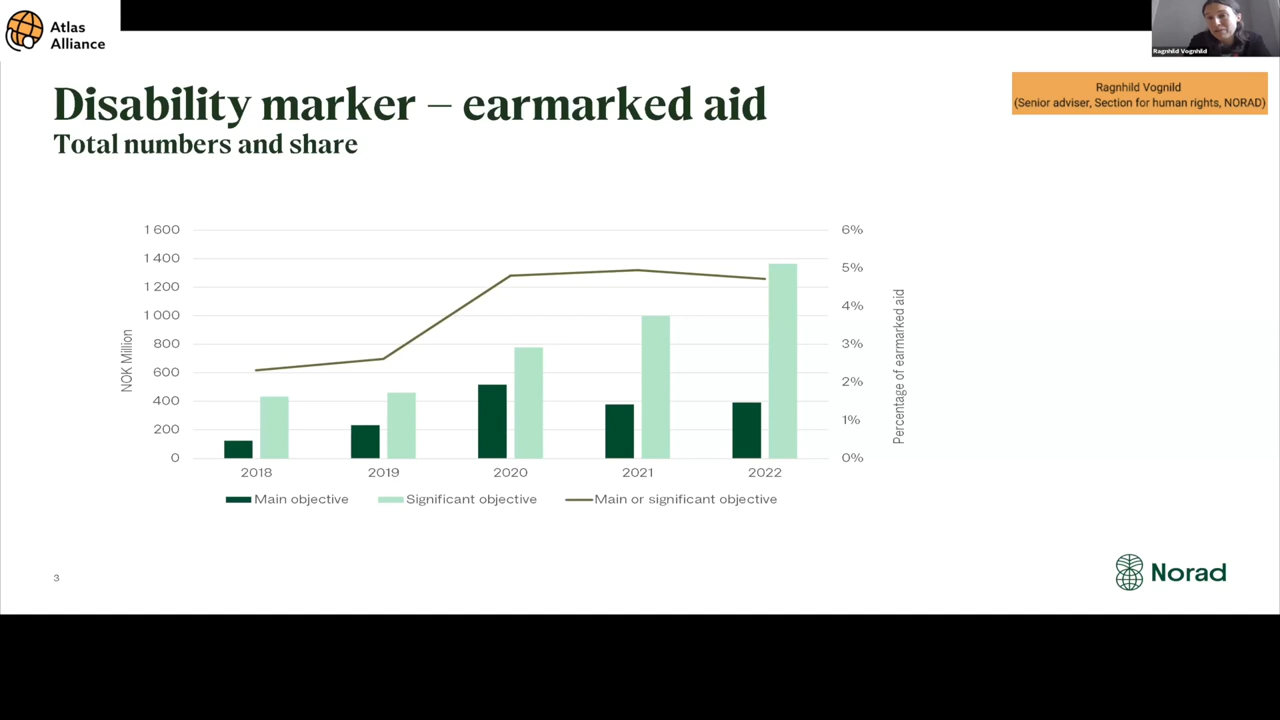 Atlas
Alliance
Ragnhild Vognhild
Disability marker – earmarked aid
Total numbers and share
Ragnhild Vognild
(Senior adviser, Section for human rights, NORAD)
NOK Million
1 600
1 400
1 200
1 000
800
600
400
200
0
6%
5%
4%
3%
2%
1%
0%
Percentage of earmarked aid
2018 2019 2020 2021 2022
Main objective Significant objective Main or significant objective
3
Norad